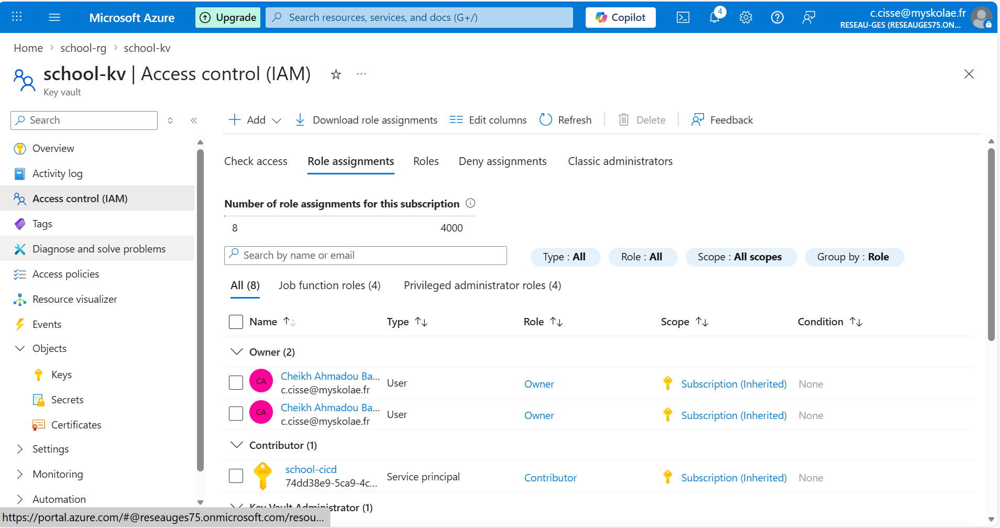 Microsoft Azure
Upgrade
Search resources, services, and docs (G+/)
Copilot
4
c.cisse@myskolae.fr
RESEAU-GES (RESEAUGES75.ON...
Home > school-rg > school-kv
school-kv | Access control (IAM)
Key vault
Search
Add
Download role assignments
Edit columns
Refresh
Delete
Feedback
Overview
Activity log
Access control (IAM)
Tags
Diagnose and solve problems
Access policies
Resource visualizer
Events
Objects
Keys
Secrets
Certificates
Settings
Monitoring
Automation
Check access
Role assignments
Roles
Deny assignments
Classic administrators
Number of role assignments for this subscription
8
4000
Search by name or email
Type : All
Role : All
Scope : All scopes
Group by : Role
All (8)
Job function roles (4)
Privileged administrator roles (4)
Name
Type
Role
Scope
Condition
Owner (2)
CA
Cheikh Ahmadou Ba...
c.cisse@myskolae.fr
User
Owner
Subscription (Inherited)
None
CA
Cheikh Ahmadou Ba...
c.cisse@myskolae.fr
User
Owner
Subscription (Inherited)
None
Contributor (1)
school-cicd
74dd38e9-5ca9-4c...
Service principal
Contributor
Subscription (Inherited)
None
Key Vault Administrator (1)
https://portal.azure.com/#@reseauges75.onmicrosoft.com/resou...